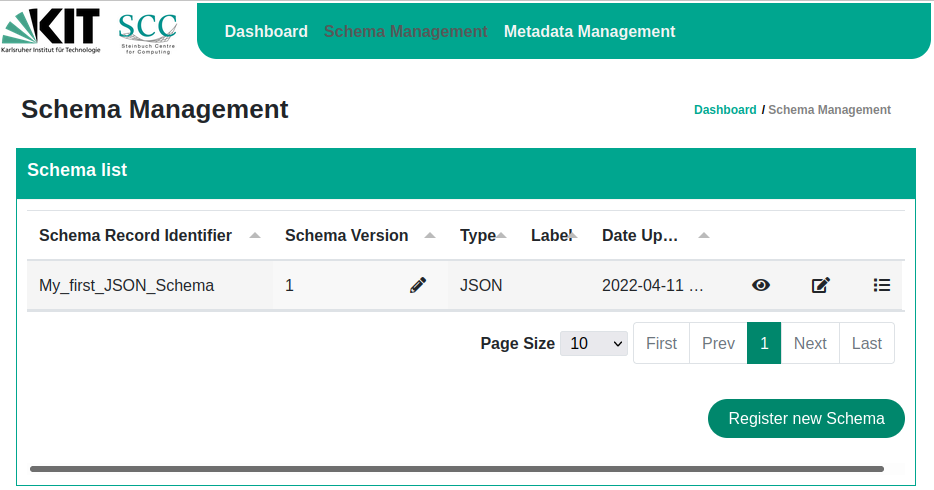 KIT
Karlsruher Institut für Technologie
SCC
Steinbuch Centre
for Computing
Dashboard Schema Management Metadata Management
Schema Management
Dashboard / Schema Management
Schema list
Schema Record Identifier Schema Version Type Label Date Up...
My_first_JSON_Schema 1 JSON 2022-04-11 ...
Page Size 10 First Prev 1 Next Last
Register new Schema